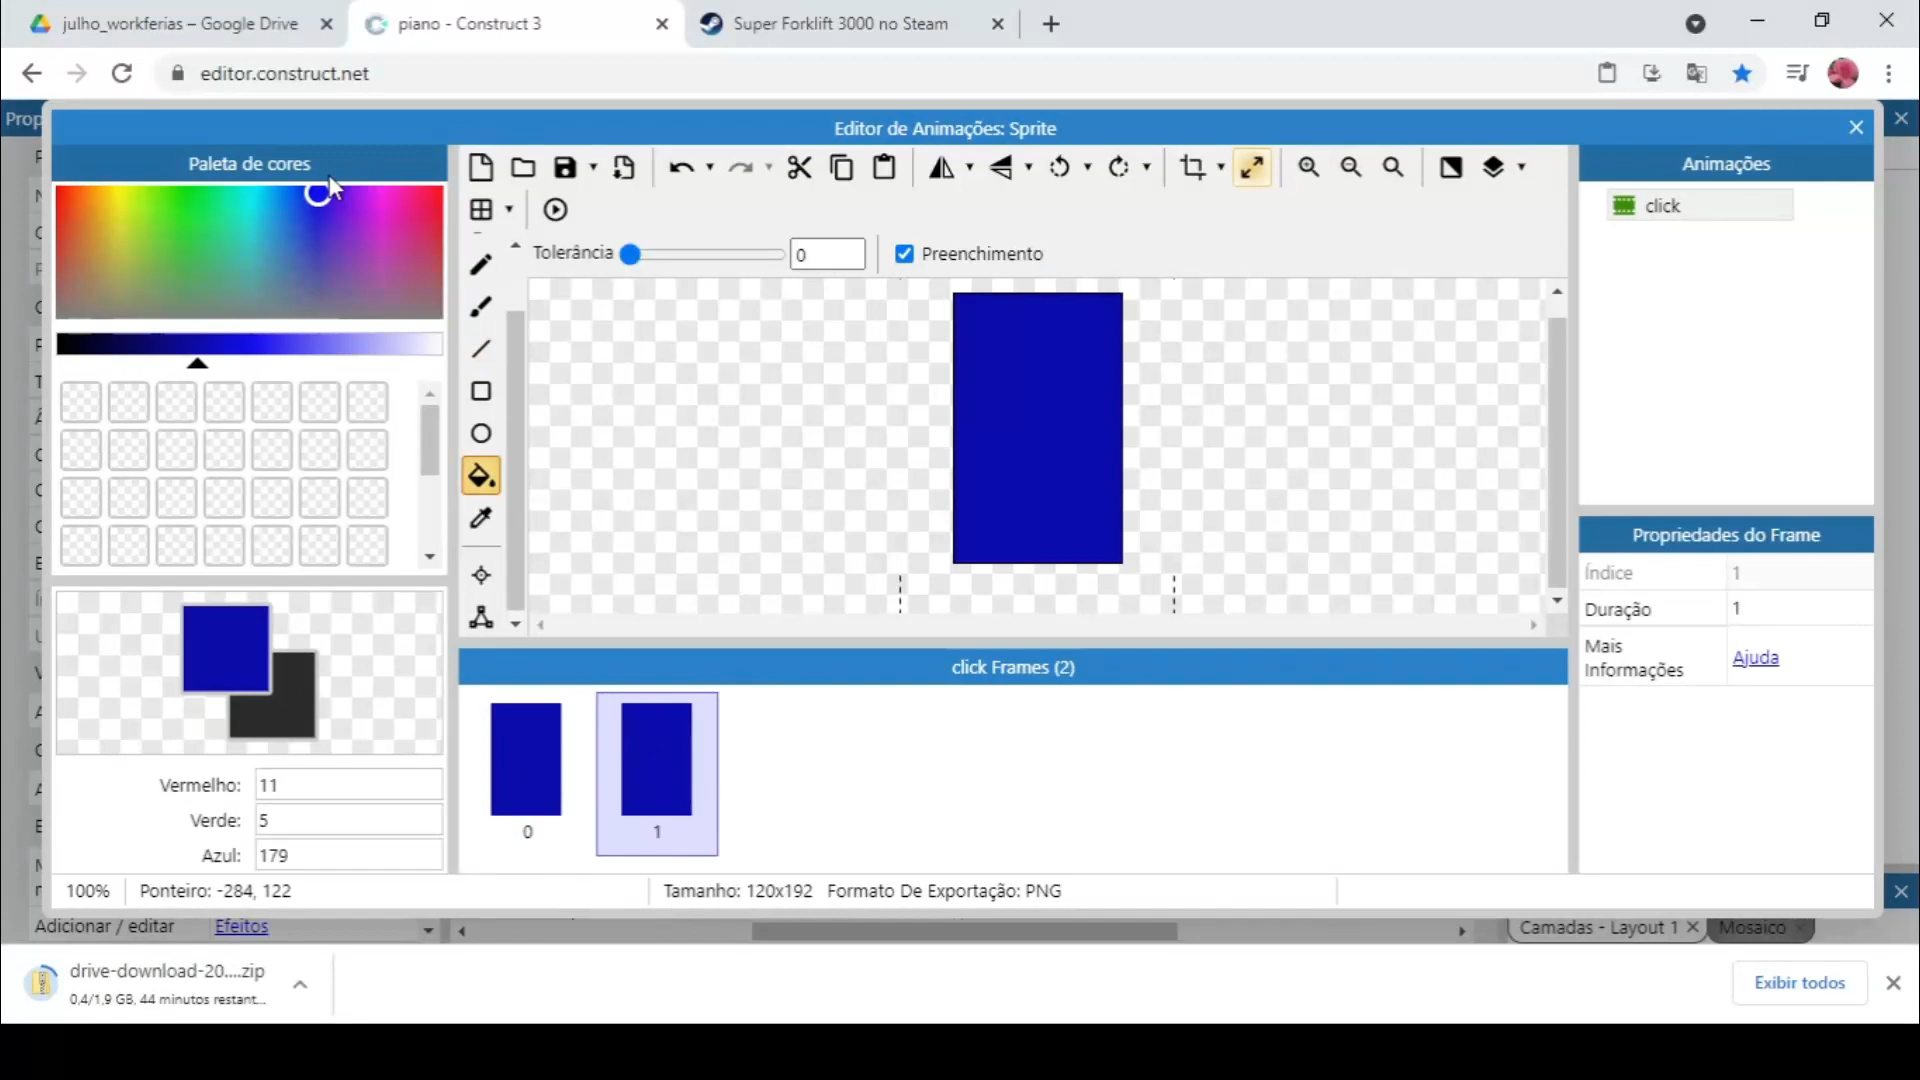 julho_workferias – Google Drive
piano - Construct 3
Super Forklift 3000 no Steam
editor.construct.net
Prop
Editor de Animações: Sprite
Paleta de cores
Animações
click
Tolerância
0
Preenchimento
Propriedades do Frame
Índice 1
Duração 1
Mais Informações
Ajuda
click Frames (2)
0
1
Vermelho: 11
Verde: 5
Azul: 179
100%
Ponteiro: -284, 122
Tamanho: 120x192 Formato De Exportação: PNG
Adicionar / editar
Efeitos
Camadas - Layout 1
Mosaico
drive-download-20....zip
0,4/1,9 GB, 44 minutos restant...
Exibir todos